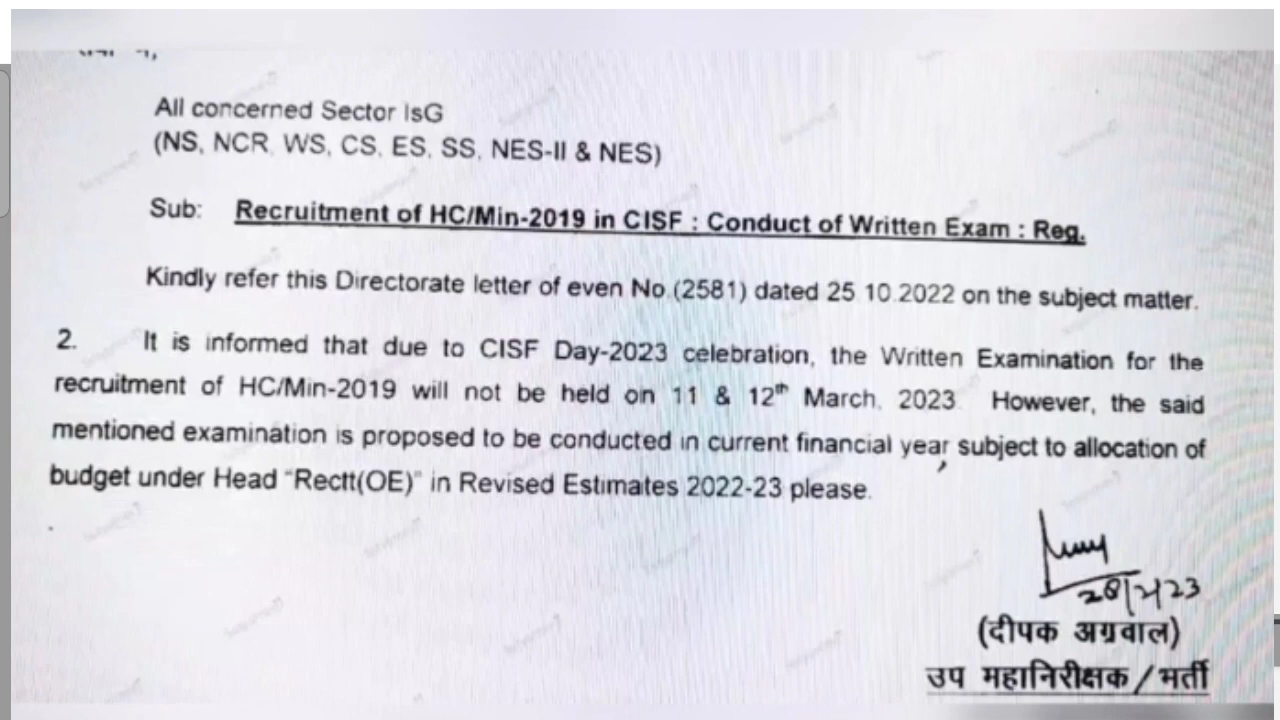 All concerned Sector IsG
(NS, NCR, WS, CS, ES, SS, NES-II & NES)
Sub: Recruitment of HC/Min-2019 in CISF : Conduct of Written Exam : Reg.
Kindly refer this Directorate letter of even No.(2581) dated 25.10.2022 on the subject matter.
2. It is informed that due to CISF Day-2023 celebration, the Written Examination for the
recruitment of HC/Min-2019 will not be held on 11 & 12th March, 2023. However, the said
mentioned examination is proposed to be conducted in current financial year subject to allocation of
budget under Head "Rectt(OE)" in Revised Estimates 2022-23 please.
28/2/23
(दीपक अग्रवाल)
उप महानिरीक्षक / भर्ती